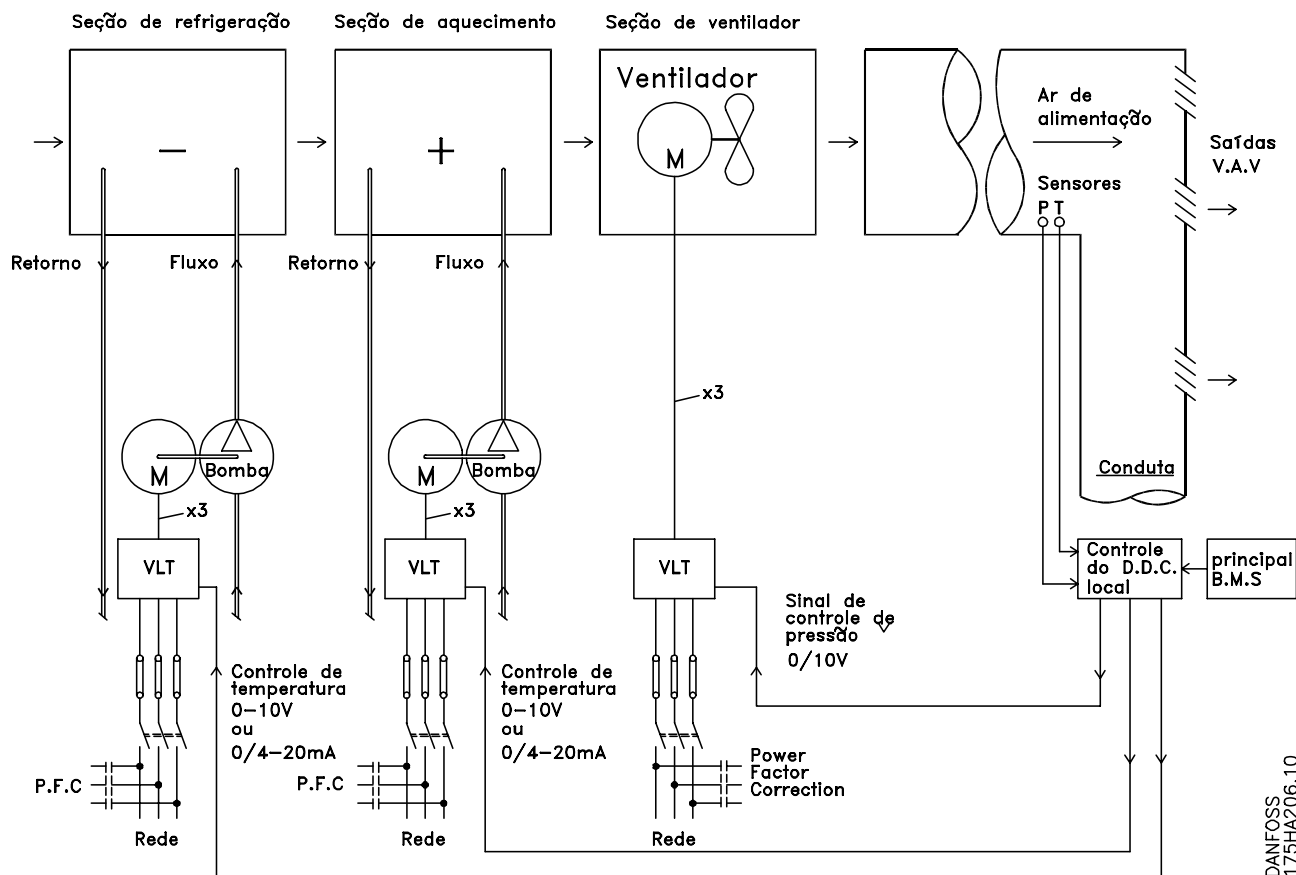 Seção de refrigeração
Seção de aquecimento
Seção de ventilador
Ventilador
M
Ar de
alimentação
Saídas
V.A.V
Sensores
P T
–
+
Retorno
Fluxo
Retorno
Fluxo
x3
M
Bomba
M
Bomba
Conduta
x3
x3
VLT
VLT
VLT
Controle
do D.D.C.
local
principal
B.M.S
Sinal de
controle de
pressão
0/10V
Controle de
temperatura
0–10V
ou
0/4–20mA
Controle de
temperatura
0–10V
ou
0/4–20mA
P.F.C
P.F.C
Power
Factor
Correction
Rede
Rede
Rede
DANFOSS
175HA206.10